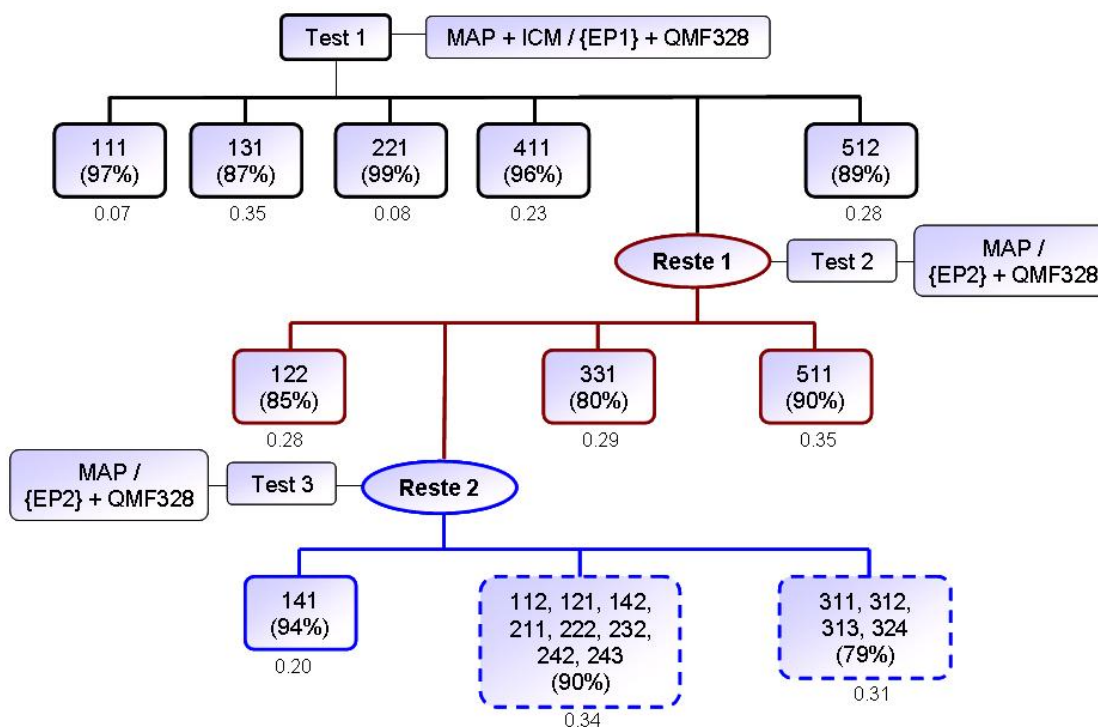 Test 1
MAP + ICM / {EP1} + QMF328
111
(97%)
0.07
131
(87%)
0.35
221
(99%)
0.08
411
(96%)
0.23
512
(89%)
0.28
Reste 1
Test 2
MAP /
{EP2} + QMF328
122
(85%)
0.28
331
(80%)
0.29
511
(90%)
0.35
MAP /
{EP2} + QMF328
Test 3
Reste 2
141
(94%)
0.20
112, 121, 142,
211, 222, 232,
242, 243
(90%)
0.34
311, 312,
313, 324
(79%)
0.31